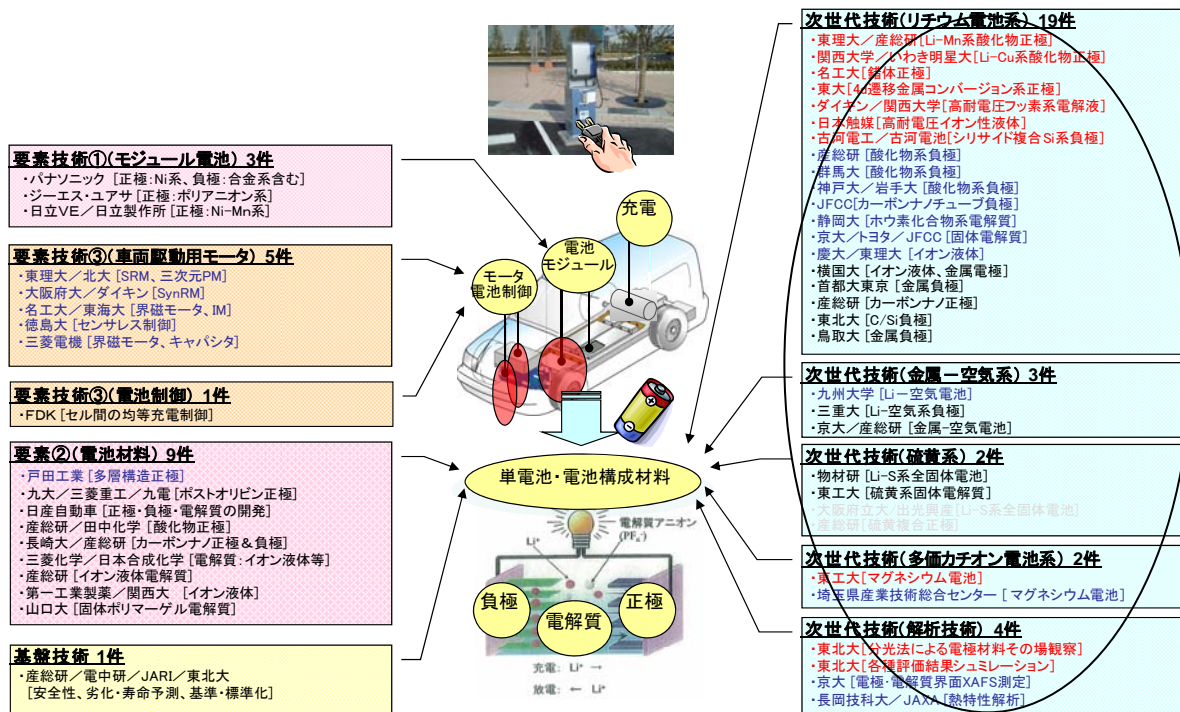 要素技術①(モジュール電池) 3件
・パナソニック [正極:Ni系、負極:合金系含む]
・ジーエス・ユアサ [正極:ポリアニオン系]
・日立VE/日立製作所 [正極:Ni-Mn系]
要素技術③(車両駆動用モータ) 5件
・東理大/北大 [SRM、三次元PM]
・大阪府大/ダイキン [SynRM]
・名工大/東海大 [界磁モータ、IM]
・徳島大 [センサレス制御]
・三菱電機 [界磁モータ、キャパシタ]
要素技術③(電池制御) 1件
・FDK [セル間の均等充電制御]
要素②(電池材料) 9件
・戸田工業 [多層構造正極]
・九大/三菱重工/九電 [ポストオリビン正極]
・日産自動車 [正極・負極・電解質の開発]
・産総研/田中化学 [酸化物正極]
・長崎大/産総研 [カーボンナノ正極&負極]
・三菱化学/日本合成化学 [電解質:イオン液体等]
・産総研 [イオン液体電解質]
・第一工業製薬/関西大 [イオン液体]
・山口大 [固体ポリマーゲル電解質]
基盤技術 1件
・産総研/電中研/JARI/東北大
[安全性、劣化・寿命予測、基準・標準化]
充電
電池
モジュール
モータ
電池制御
単電池・電池構成材料
電解質アニオン
(PF₆⁻)
Li⁺
負極
電解質
正極
充電: Li⁺ →
放電: ← Li⁺
次世代技術(リチウム電池系) 19件
・東理大/産総研[Li-Mn系酸化物正極]
・関西大学/いわき明星大[Li-Cu系酸化物正極]
・名工大[錯体正極]
・東大[4d遷移金属コンバージョン系正極]
・ダイキン/関西大学[高耐電圧フッ素系電解液]
・日本触媒[高耐電圧イオン性液体]
・古河電工/古河電池[シリサイド複合Si系負極]
・産総研 [酸化物系負極]
・群馬大 [酸化物系負極]
・神戸大/岩手大 [酸化物系負極]
・JFCC[カーボンナノチューブ負極]
・静岡大 [ホウ素化合物系電解質]
・京大/トヨタ/JFCC [固体電解質]
・慶大/東理大 [イオン液体]
・横国大 [イオン液体、金属電極]
・首都大東京 [金属負極]
・産総研 [カーボンナノ正極]
・東北大 [C/Si負極]
・鳥取大 [金属負極]
次世代技術(金属ー空気系) 3件
・九州大学 [Li-空気電池]
・三重大 [Li-空気系負極]
・京大/産総研 [金属-空気電池]
次世代技術(硫黄系) 2件
・物材研 [Li-S系全固体電池]
・東工大 [硫黄系固体電解質]
・大阪府立大/出光興産[Li-S系全固体電池]
・産総研[硫黄複合正極]
次世代技術(多価カチオン電池系) 2件
・東工大[マグネシウム電池]
・埼玉県産業技術総合センター [ マグネシウム電池]
次世代技術(解析技術) 4件
・東北大[分光法による電極材料その場観察]
・東北大[各種評価結果シュミレーション]
・京大 [電極・電解質界面XAFS測定]
・長岡技科大/JAXA [熱特性解析]